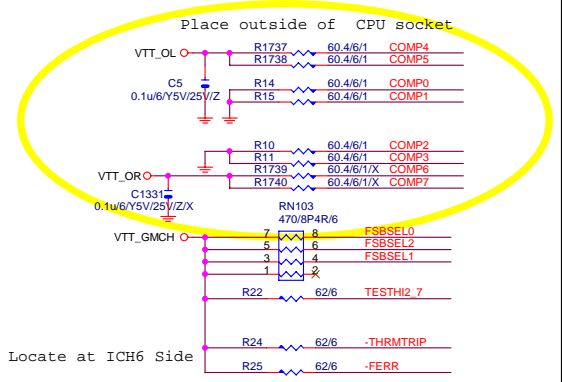 Place outside of CPU socket
VTT_OL R1737 60.4/6/1 COMP4
R1738 60.4/6/1 COMP5
C5 R14 60.4/6/1 COMP0
0.1u/6/Y5V/25V/Z R15 60.4/6/1 COMP1
R10 60.4/6/1 COMP2
R11 60.4/6/1 COMP3
VTT_OR R1739 60.4/6/1/X COMP6
R1740 60.4/6/1/X COMP7
C1331
0.1u/6/Y5V/25V/Z/X RN103
470/8P4R/6
VTT_GMCH 7 8 FSBSEL0
5 6 FSBSEL2
3 4 FSBSEL1
1 2
R22 62/6 TESTHI2_7
R24 62/6 -THRMTRIP
Locate at ICH6 Side
R25 62/6 -FERR